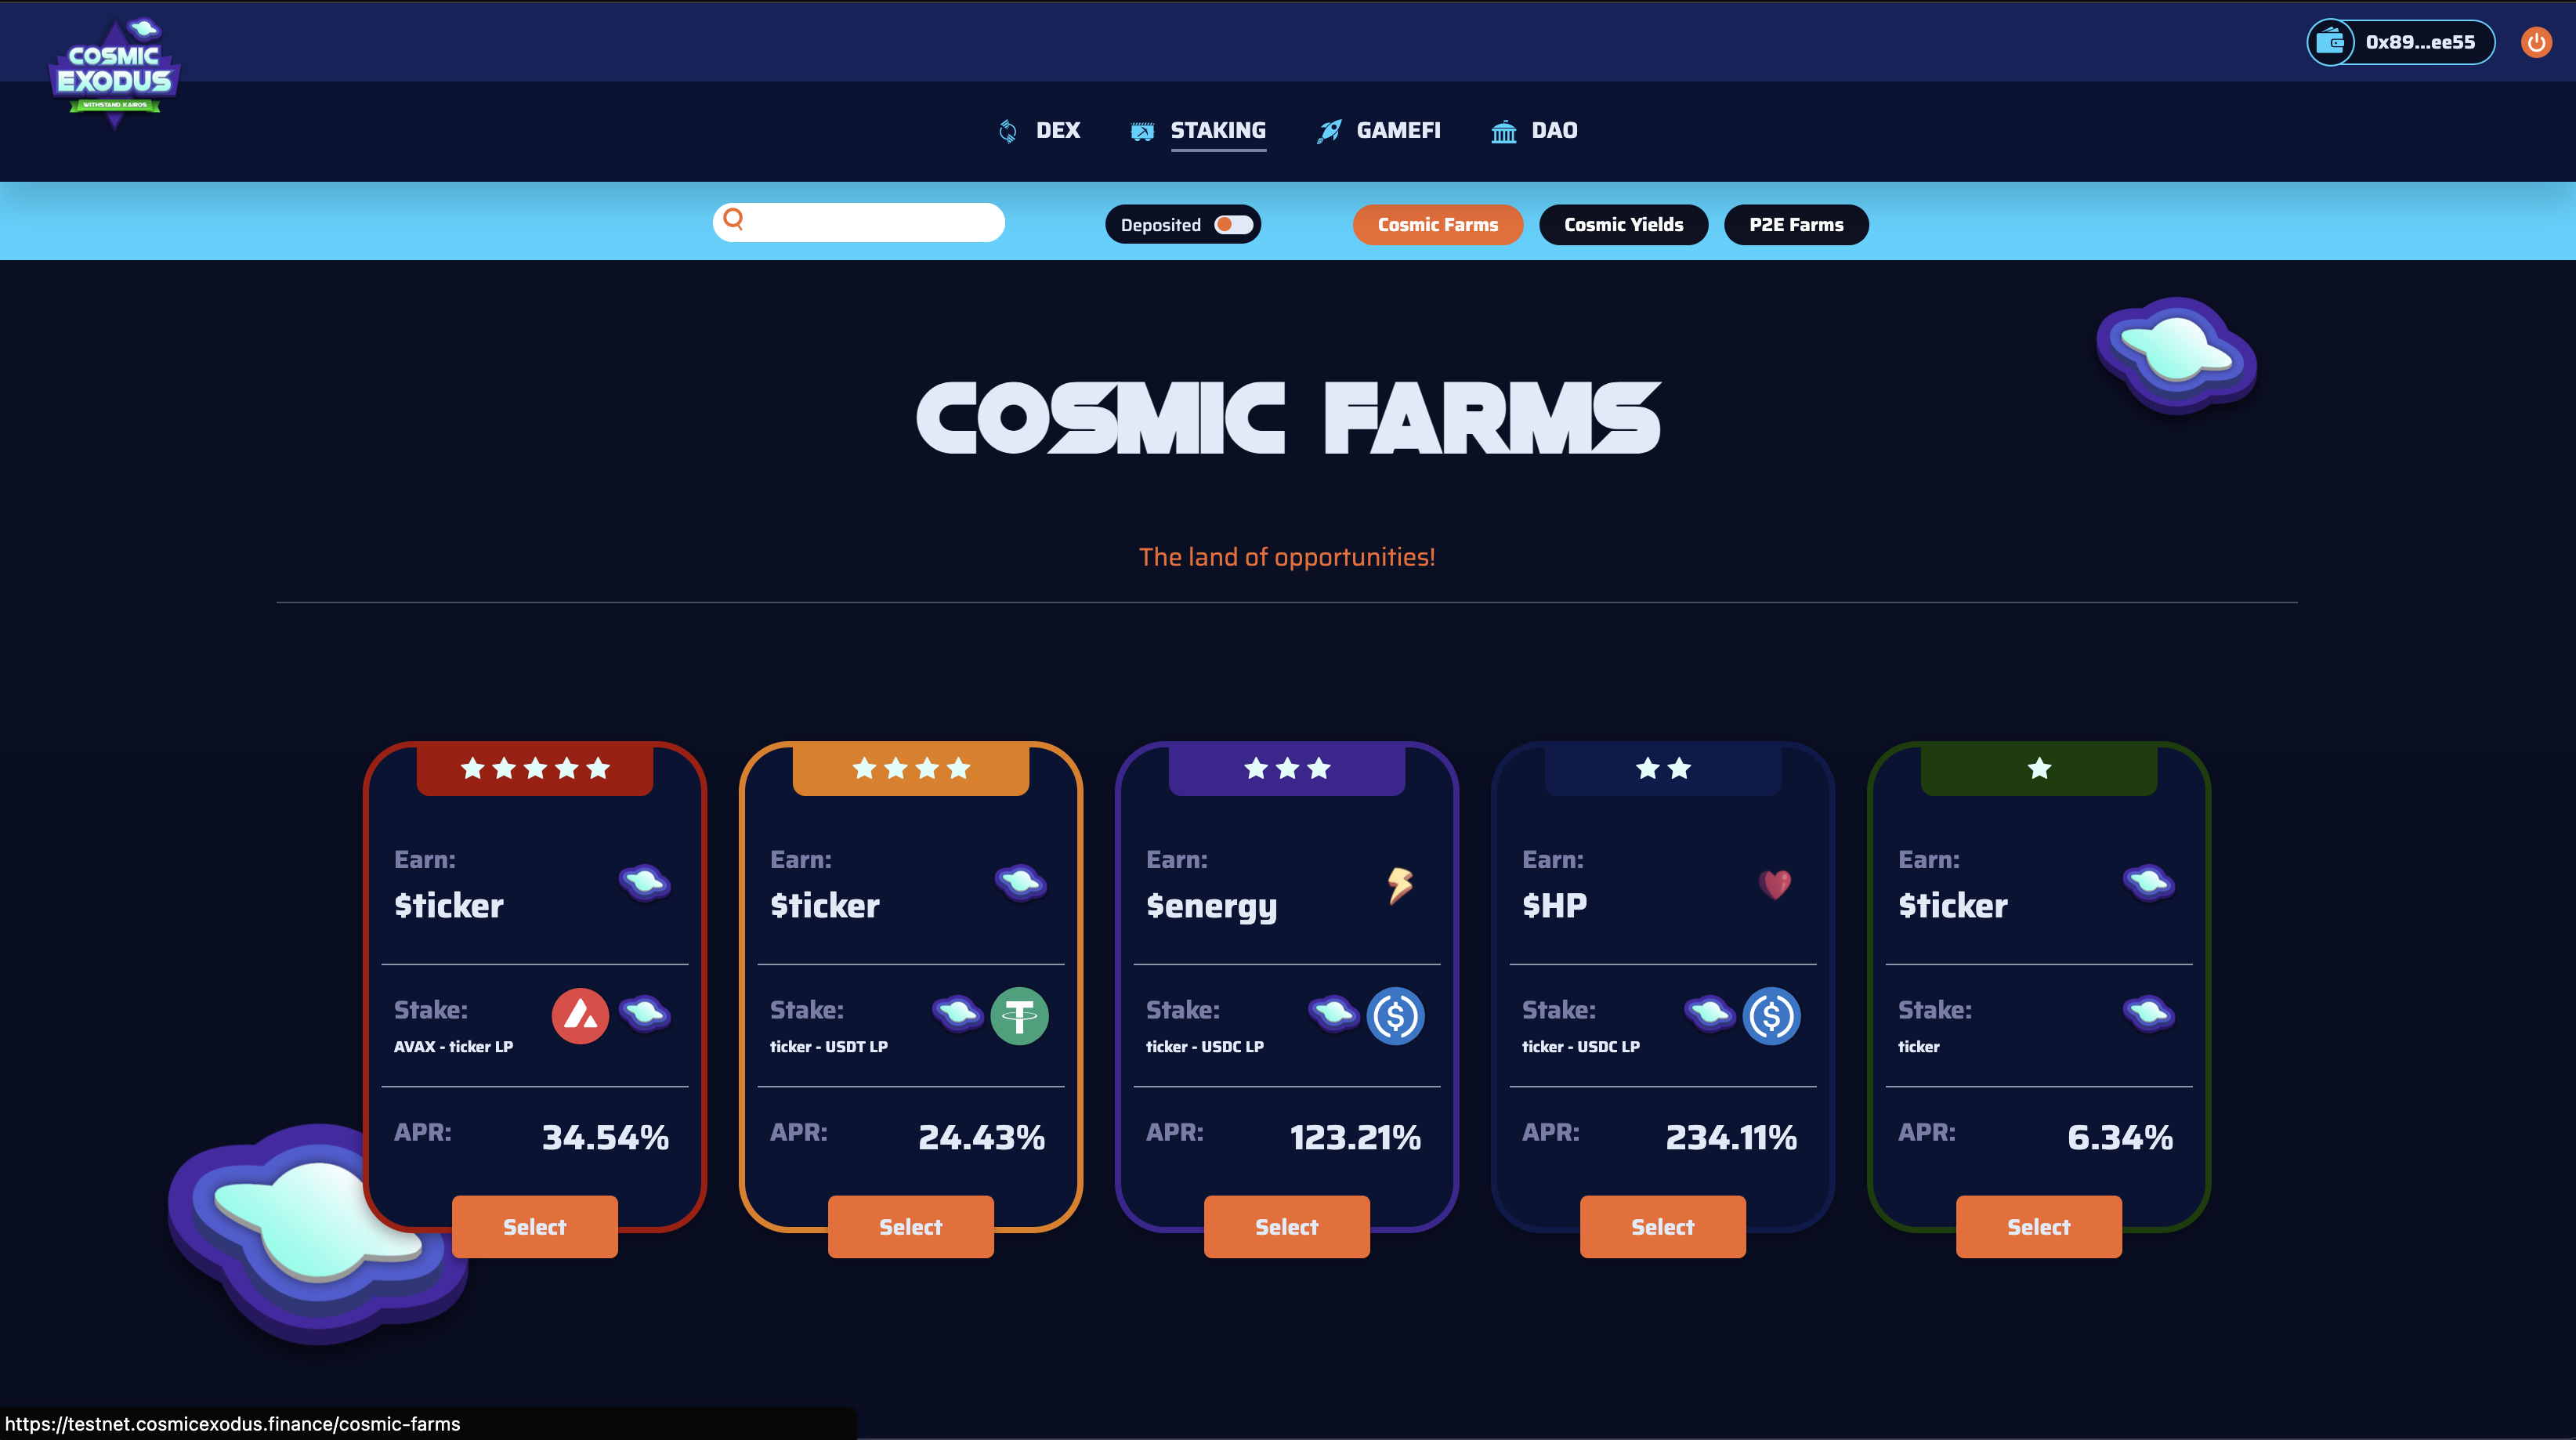 COSMIC
EXODUS
WITHSTAND KAIROS
0x89...ee55
DEX
STAKING
GAMEFI
DAO
Deposited
Cosmic Farms
Cosmic Yields
P2E Farms
COSMIC FARMS
The land of opportunities!
Earn:
$ticker
Stake:
AVAX - ticker LP
APR:
34.54%
Select
Earn:
$ticker
Stake:
ticker - USDT LP
APR:
24.43%
Select
Earn:
$energy
Stake:
ticker - USDC LP
APR:
123.21%
Select
Earn:
$HP
Stake:
ticker - USDC LP
APR:
234.11%
Select
Earn:
$ticker
Stake:
ticker
APR:
6.34%
Select
https://testnet.cosmicexodus.finance/cosmic-farms